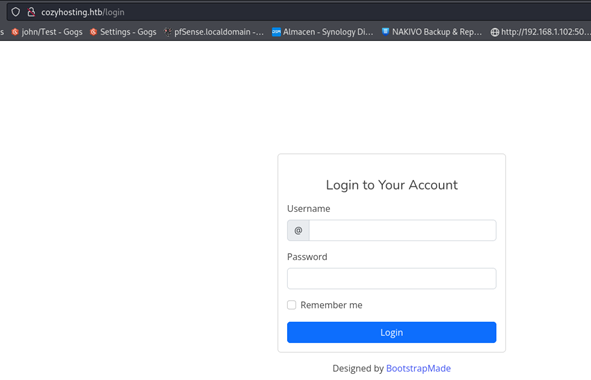 cozyhosting.htb/login
s john/Test - Gogs Settings - Gogs pfSense.localdomain -... Almacen - Synology Di... NAKIVO Backup & Rep... http://192.168.1.102:50...
Login to Your Account
Username
@
Password
Remember me
Login
Designed by BootstrapMade